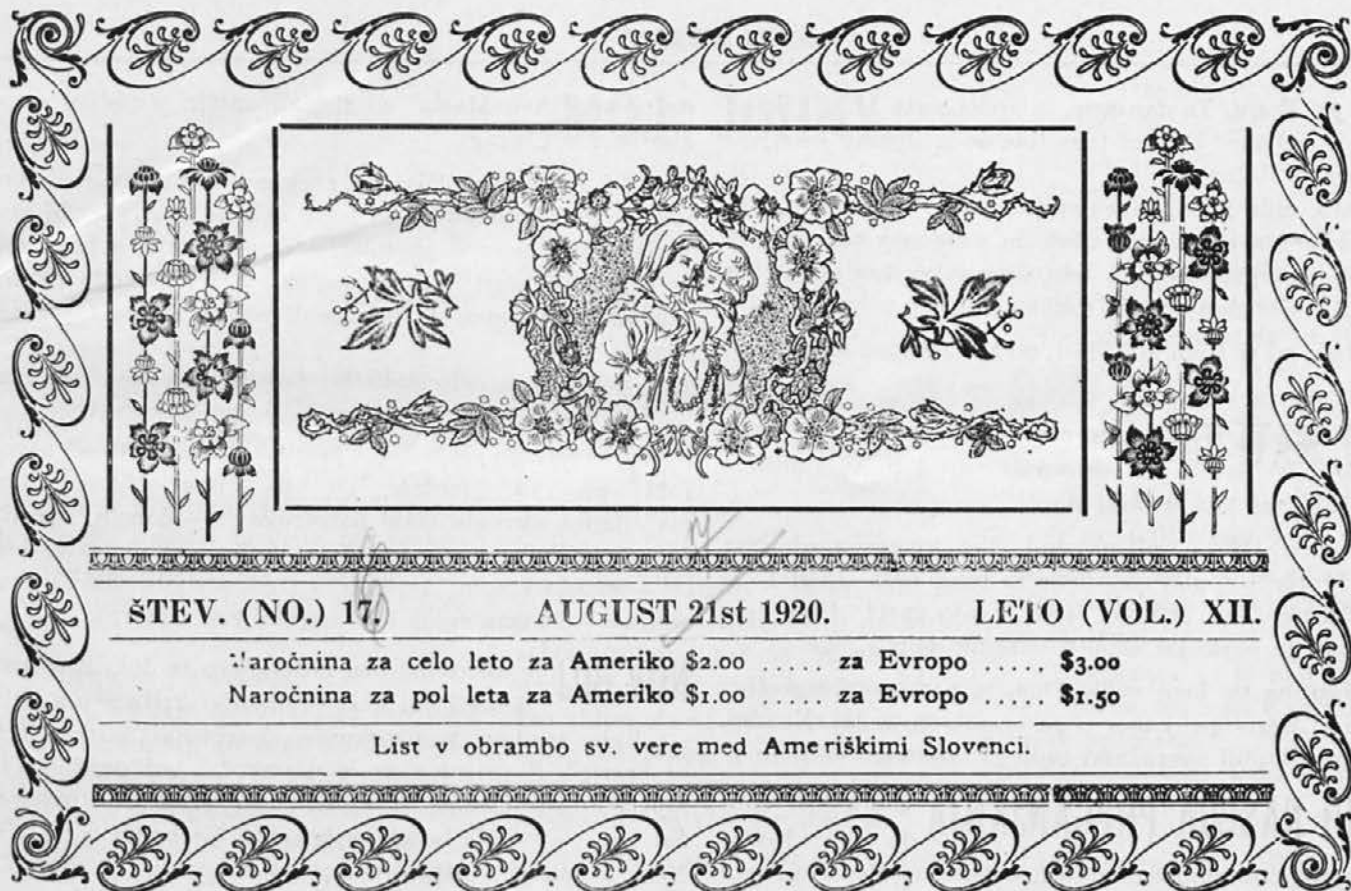 ŠTEV. (NO.) 17. AUGUST 21st 1920. LETO (VOL.) XII.
Naročnina za celo leto za Ameriko $2.00 ...... za Evropo ...... $3.00
Naročnina za pol leta za Ameriko $1.00 ...... za Evropo ...... $1.50
List v obrambo sv. vere med Ameriškimi Slovenci.